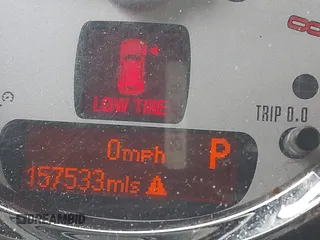 LOW TIRE
TRIP 0.0
0mph P
157533mls
DREAMBID